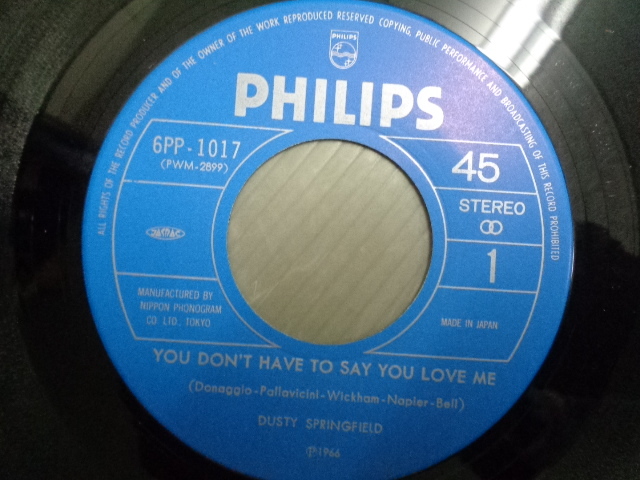 ALL RIGHTS OF THE RECORD PRODUCER AND OF THE OWNER OF THE WORK REPRODUCED RESERVED COPYING, PUBLIC PERFORMANCE AND BROADCASTING OF THIS RECORD PROHIBITED
PHILIPS
PHILIPS
6PP-1017
(PWM-2899)
45
STEREO
1
JASRAC
MANUFACTURED BY
NIPPON PHONOGRAM
CO. LTD., TOKYO
MADE IN JAPAN
YOU DON'T HAVE TO SAY YOU LOVE ME
(Donaggio-Pallavicini-Wickham-Napier-Bell)
DUSTY SPRINGFIELD
Ⓟ1966